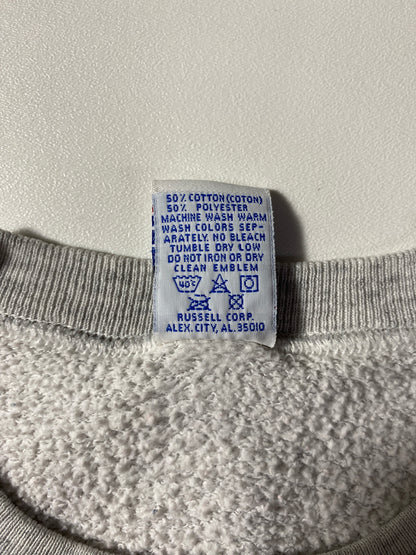 50% COTTON (COTON)
50% POLYESTER
MACHINE WASH WARM
WASH COLORS SEP-
ARATELY. NO BLEACH
TUMBLE DRY LOW
DO NOT IRON OR DRY
CLEAN EMBLEM
40°C
RUSSELL CORP.
ALEX. CITY, AL. 35010